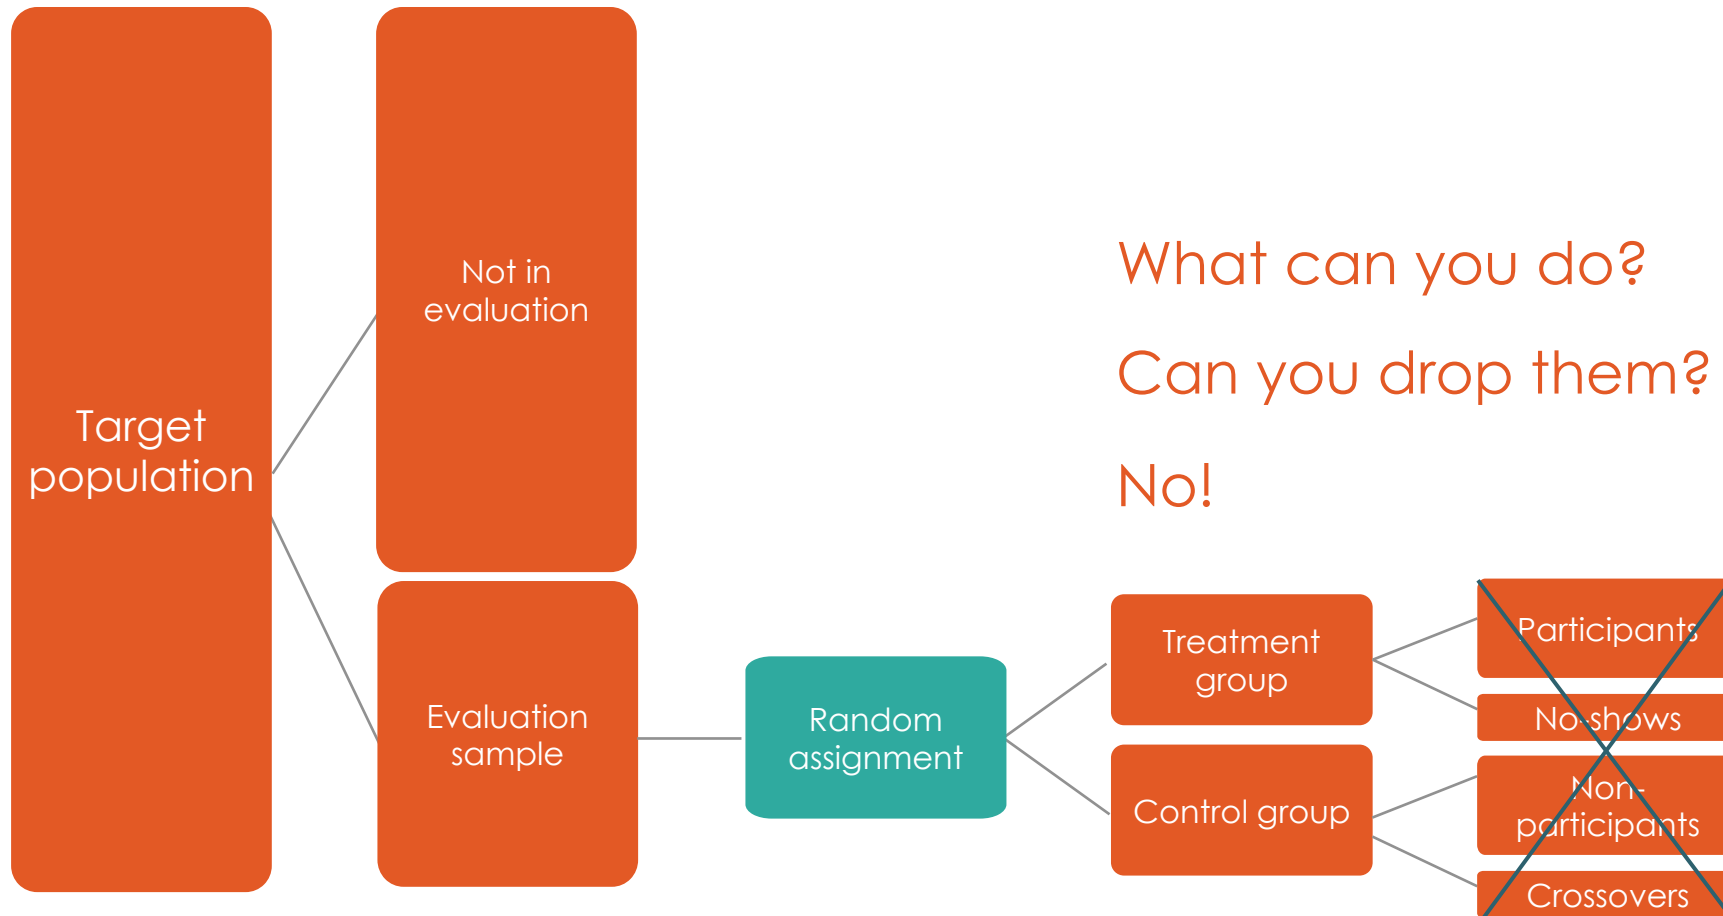 Target
population
Not in
evaluation
Evaluation
sample
Random
assignment
What can you do?
Can you drop them?
No!
Treatment
group
Control group
Participants
No-shows
Non-
participants
Crossovers